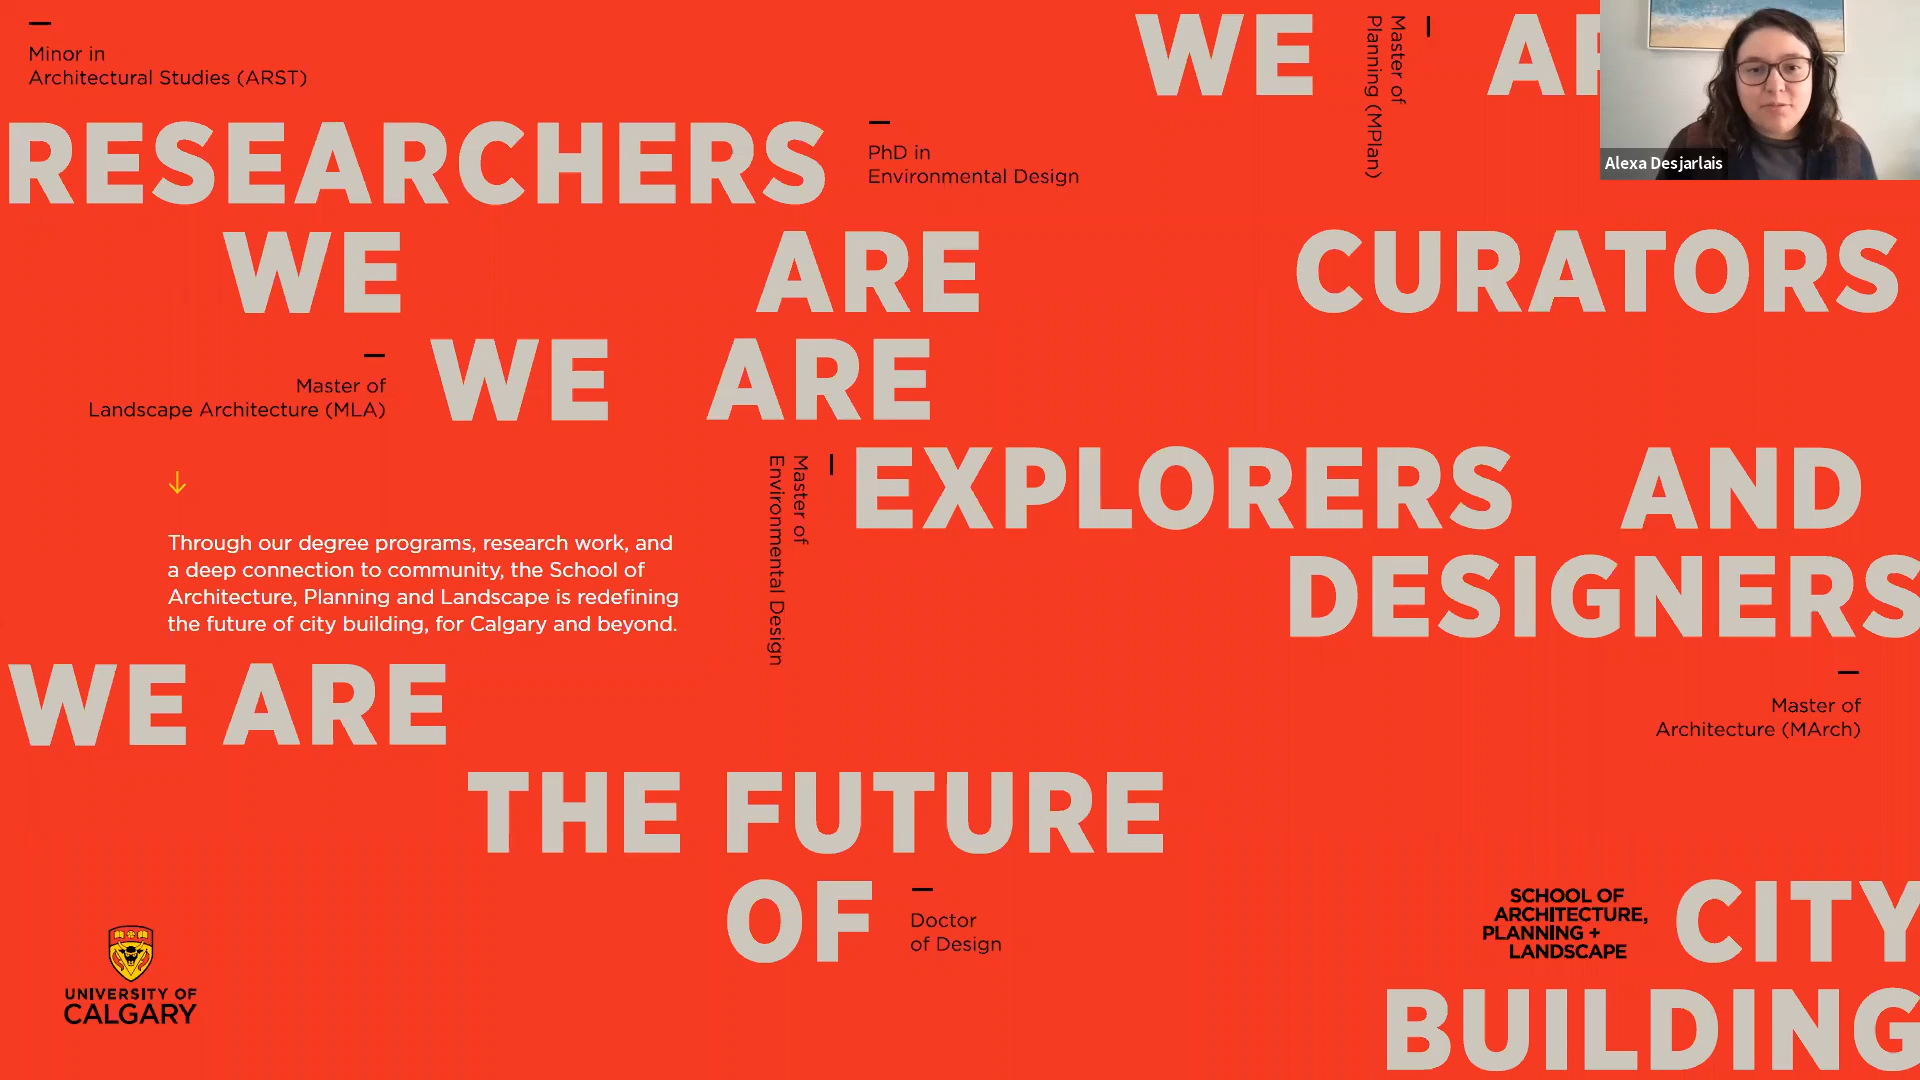 Minor in
Architectural Studies (ARST)
WE
Master of
Planning (MPlan)
Alexa Desjarlais
RESEARCHERS
PhD in
Environmental Design
WE ARE CURATORS
Master of
Landscape Architecture (MLA)
WE ARE
Master of
Environmental Design
EXPLORERS AND
DESIGNERS
Through our degree programs, research work, and
a deep connection to community, the School of
Architecture, Planning and Landscape is redefining
the future of city building, for Calgary and beyond.
WE ARE
Master of
Architecture (MArch)
THE FUTURE
OF
Doctor
of Design
SCHOOL OF
ARCHITECTURE,
PLANNING +
LANDSCAPE
CITY
BUILDING
UNIVERSITY OF
CALGARY